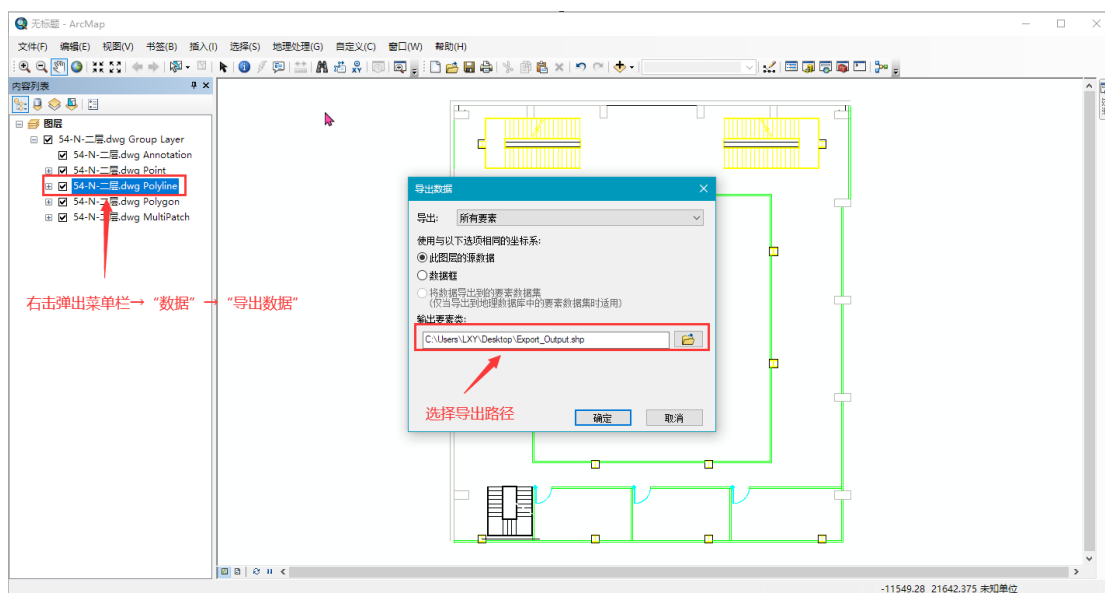 无标题 - ArcMap
文件(F) 编辑(E) 视图(V) 书签(B) 插入(I) 选择(S) 地理处理(G) 自定义(C) 窗口(W) 帮助(H)
内容列表
图层
54-N-二层.dwg Group Layer
54-N-二层.dwg Annotation
54-N-二层.dwg Point
54-N-二层.dwg Polyline
54-N-二层.dwg Polygon
54-N-二层.dwg MultiPatch
右击弹出菜单栏→ “数据” → “导出数据”
导出数据
导出: 所有要素
使用与以下选项相同的坐标系:
此图层的源数据
数据框
将数据导出到的要素数据集
(仅当导出到地理数据库中的要素数据集时适用)
输出要素类:
C:\Users\LXY\Desktop\Export_Output.shp
选择导出路径
确定 取消
-11549.28 21642.375 未知单位